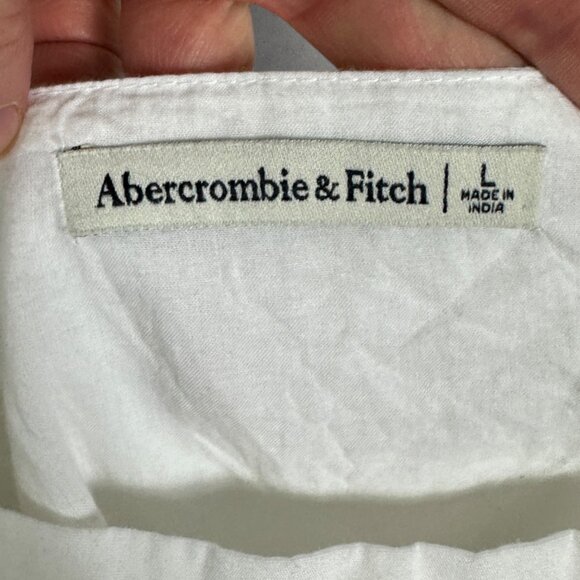 Abercrombie & Fitch | L
MADE IN
INDIA